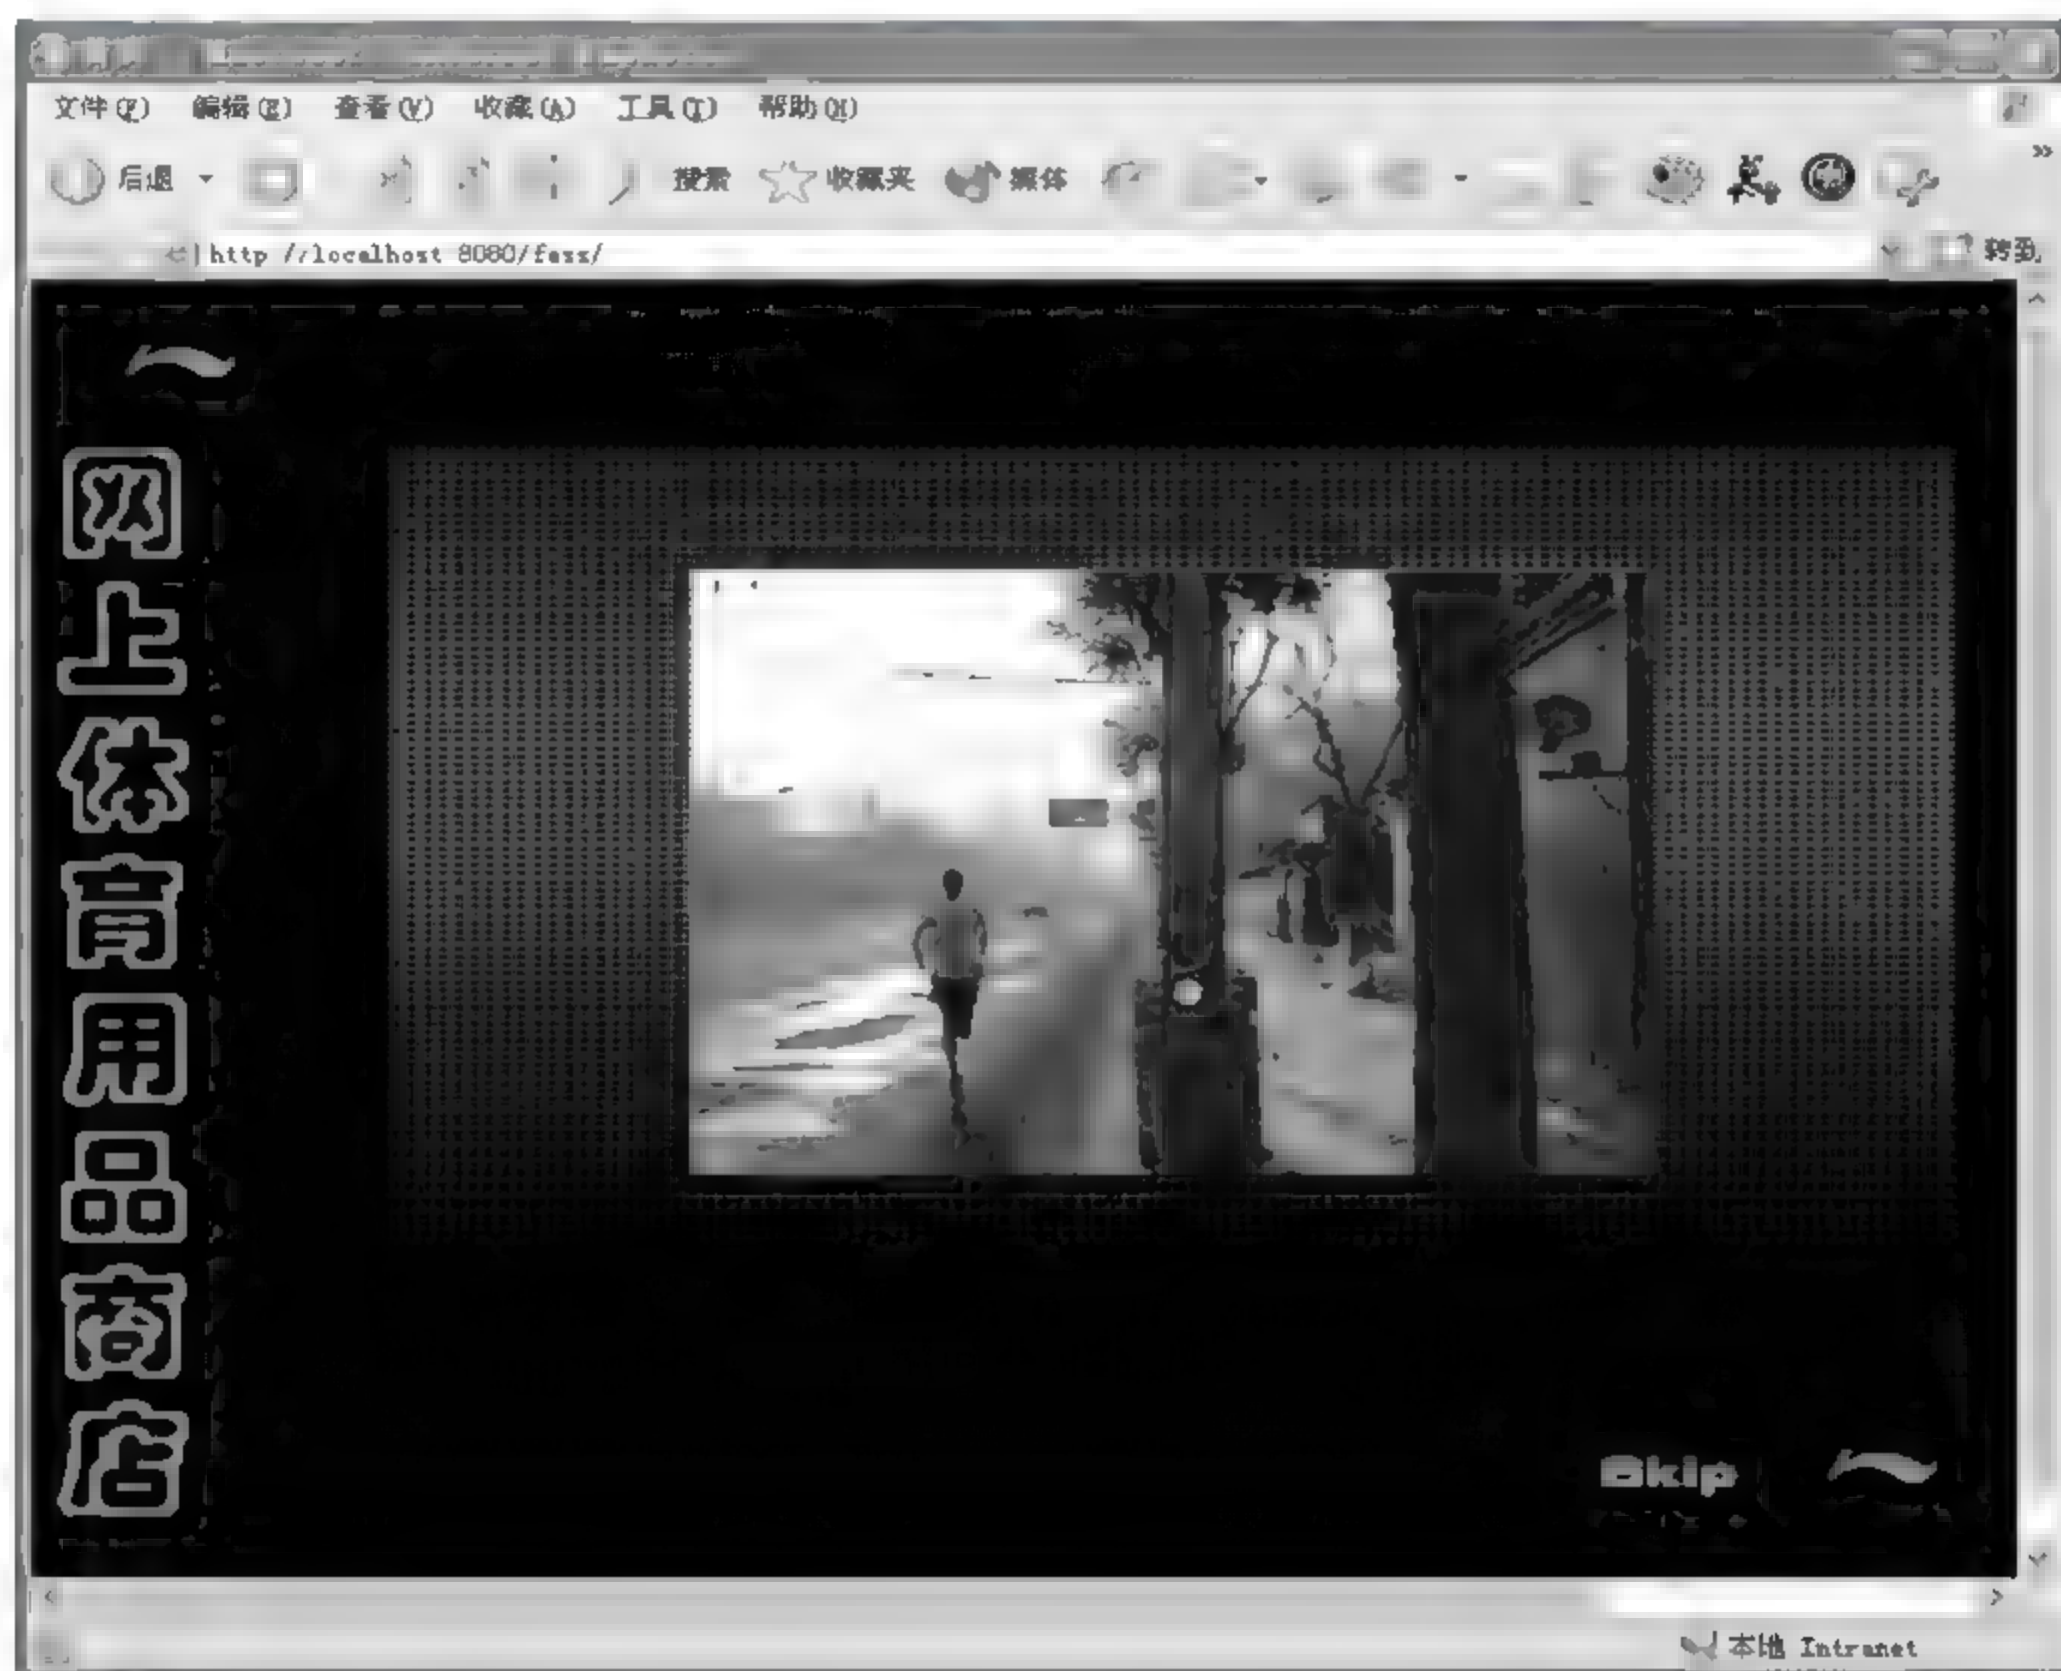 文件(F) 编辑(E) 查看(V) 收藏(A) 工具(T) 帮助(H)
后退 搜索 收藏夹 媒体 »
http //localhost 8080/fess/ 转到
网
上
体
育
用
品
商
店
Skip
本地 Intranet